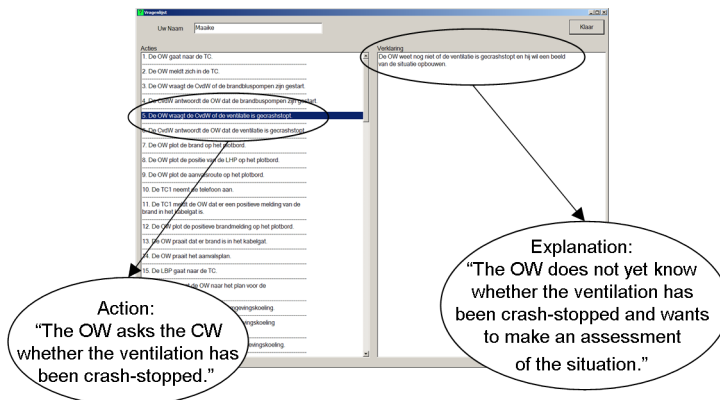 Vragenlijst
Uw Naam Maaike Klaar
Acties
1. De OW gaat naar de TC.
2. De OW meldt zich in de TC.
3. De OW vraagt de OvdW of de brandbluspompen zijn gestart.
4. De OvdW antwoordt de OW dat de brandbluspompen zijn gestart.
5. De OW vraagt de OvdW of de ventilatie is gecrashstopt.
6. De OvdW antwoordt de OW dat de ventilatie is gecrashstopt.
7. De OW plot de brand op het plotbord.
8. De OW plot de positie van de LHP op het plotbord.
9. De OW plot de aanvalsroute op het plotbord.
10. De TC1 neemt de telefoon aan.
11. De TC1 meldt de OW dat er een positieve melding van de
brand in het kabelgat is.
12. De OW plot de positieve brandmelding op het plotbord.
13. De OW praait dat er brand is in het kabelgat.
14. De OW praait het aanvalsplan.
15. De LBP gaat naar de TC.
de OW naar het plan voor de
ngevingskoeling.
vingskoeling
evingskoeling.
Verklaring
De OW weet nog niet of de ventilatie is gecrashstopt en hij wil een beeld
van de situatie opbouwen.
Action:
“The OW asks the CW
whether the ventilation has
been crash-stopped.”
Explanation:
“The OW does not yet know
whether the ventilation has
been crash-stopped and wants
to make an assessment
of the situation.”